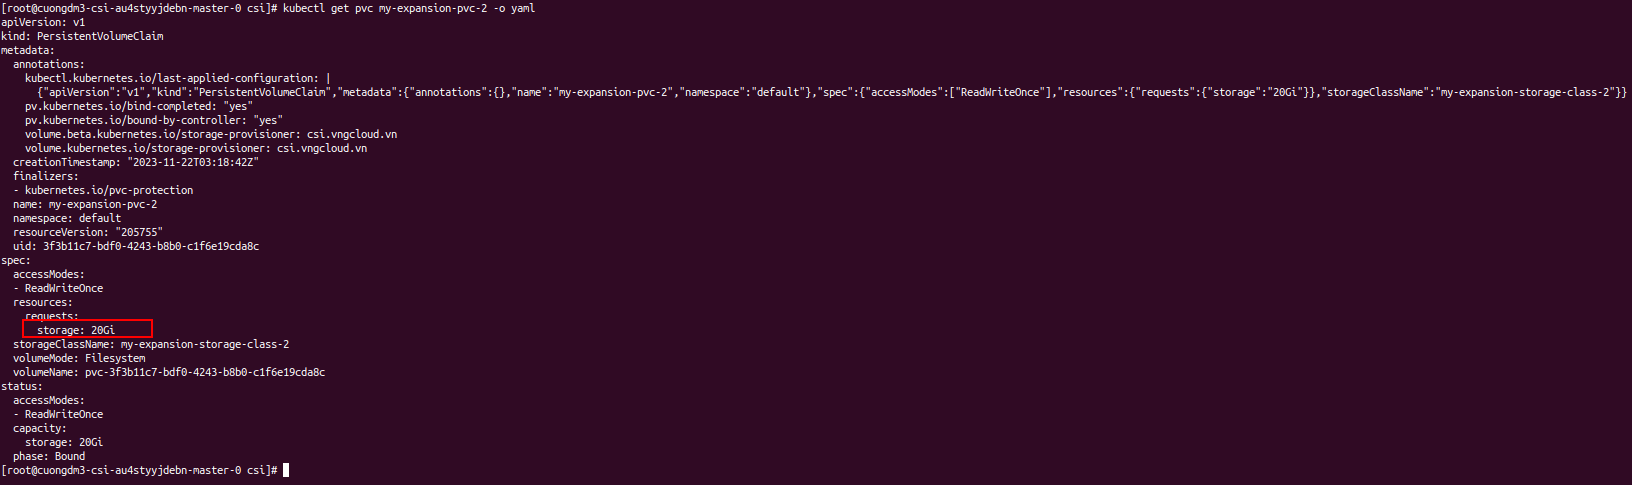 [root@cuongdm3-csi-au4styyjdebn-master-0 csi]# kubectl get pvc my-expansion-pvc-2 -o yaml
apiVersion: v1
kind: PersistentVolumeClaim
metadata:
  annotations:
    kubectl.kubernetes.io/last-applied-configuration: |
      {"apiVersion":"v1","kind":"PersistentVolumeClaim","metadata":{"annotations":{},"name":"my-expansion-pvc-2","namespace":"default"},"spec":{"accessModes":["ReadWriteOnce"],"resources":{"requests":{"storage":"20Gi"}},"storageClassName":"my-expansion-storage-class-2"}}
    pv.kubernetes.io/bind-completed: "yes"
    pv.kubernetes.io/bound-by-controller: "yes"
    volume.beta.kubernetes.io/storage-provisioner: csi.vngcloud.vn
    volume.kubernetes.io/storage-provisioner: csi.vngcloud.vn
  creationTimestamp: "2023-11-22T03:18:42Z"
  finalizers:
  - kubernetes.io/pvc-protection
  name: my-expansion-pvc-2
  namespace: default
  resourceVersion: "205755"
  uid: 3f3b11c7-bdf0-4243-b8b0-c1f6e19cda8c
spec:
  accessModes:
  - ReadWriteOnce
  resources:
    requests:
      storage: 20Gi
  storageClassName: my-expansion-storage-class-2
  volumeMode: Filesystem
  volumeName: pvc-3f3b11c7-bdf0-4243-b8b0-c1f6e19cda8c
status:
  accessModes:
  - ReadWriteOnce
  capacity:
    storage: 20Gi
  phase: Bound
[root@cuongdm3-csi-au4styyjdebn-master-0 csi]#